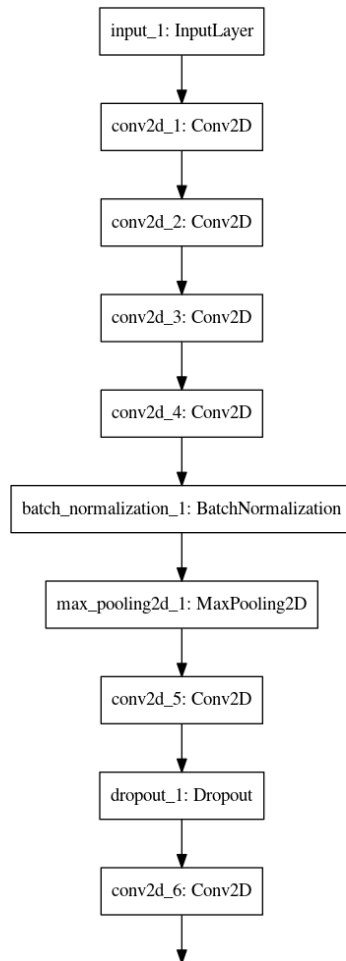 input_1: InputLayer
conv2d_1: Conv2D
conv2d_2: Conv2D
conv2d_3: Conv2D
conv2d_4: Conv2D
batch_normalization_1: BatchNormalization
max_pooling2d_1: MaxPooling2D
conv2d_5: Conv2D
dropout_1: Dropout
conv2d_6: Conv2D